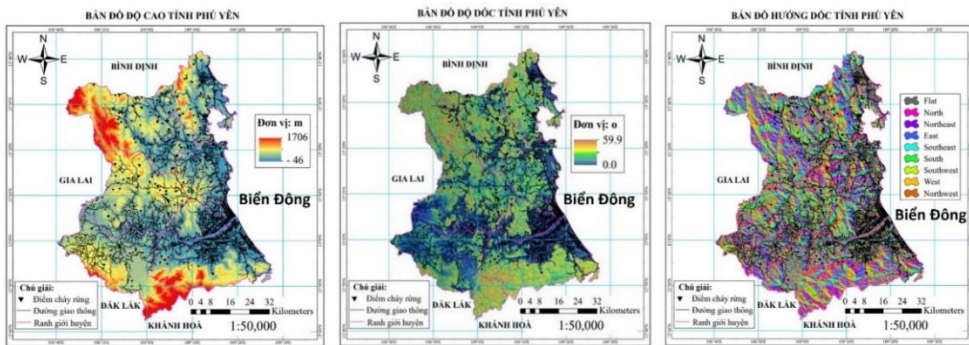 BẢN ĐỒ ĐỘ CAO TỈNH PHÚ YÊN
N
W E
S
BÌNH ĐỊNH
Đơn vị: m
1706
- 46
GIA LAI
Biển Đông
Chú giải:
Điểm cháy rừng
Đường giao thông
Ranh giới huyện
ĐĂK LĂK
0 4 8 16 24 32
Kilometers
KHÁNH HOÀ
1:50,000
BẢN ĐỒ ĐỘ DỐC TỈNH PHÚ YÊN
N
W E
S
BÌNH ĐỊNH
Đơn vị: o
59.9
0.0
GIA LAI
Biển Đông
Chú giải:
Điểm cháy rừng
Đường giao thông
Ranh giới huyện
ĐĂK LĂK
0 4 8 16 24 32
Kilometers
KHÁNH HOÀ
1:50,000
BẢN ĐỒ HƯỚNG DỐC TỈNH PHÚ YÊN
N
W E
S
BÌNH ĐỊNH
Flat
North
Northeast
East
Southeast
South
Southwest
West
Northwest
GIA LAI
Biển Đông
Chú giải:
Điểm cháy rừng
Đường giao thông
Ranh giới huyện
ĐĂK LĂK
0 4 8 16 24 32
Kilometers
KHÁNH HOÀ
1:50,000